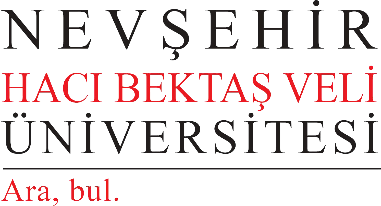 NEVŞEHİR
HACI BEKTAŞ VELİ
ÜNİVERSİTESİ
Ara, bul.